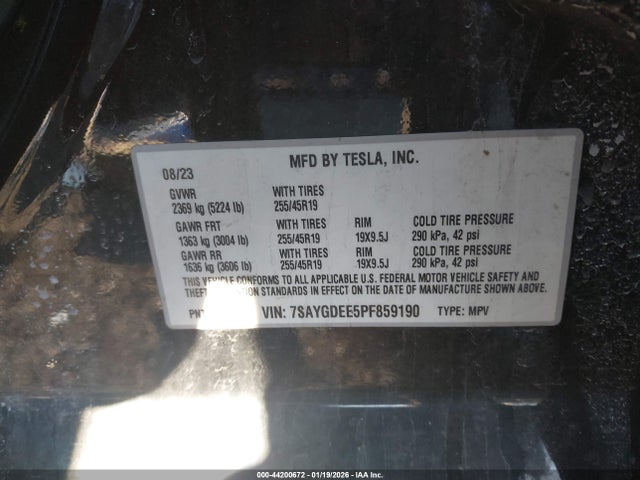 MFD BY TESLA, INC.
08/23
GVWR WITH TIRES
2369 kg (5224 lb) 255/45R19
GAWR FRT WITH TIRES RIM COLD TIRE PRESSURE
1363 kg (3004 lb) 255/45R19 19X9.5J 290 kPa, 42 psi
GAWR RR WITH TIRES RIM COLD TIRE PRESSURE
1636 kg (3606 lb) 255/45R19 19X9.5J 290 kPa, 42 psi
THIS VEHICLE CONFORMS TO ALL APPLICABLE U.S. FEDERAL MOTOR VEHICLE SAFETY AND
THEFT PREVENTION STANDARDS IN EFFECT ON THE DATE OF MANUFACTURE SHOWN ABOVE.
VIN: 7SAYGDEE5PF859190 TYPE: MPV
000-44200672 - 01/19/2026 - IAA Inc.